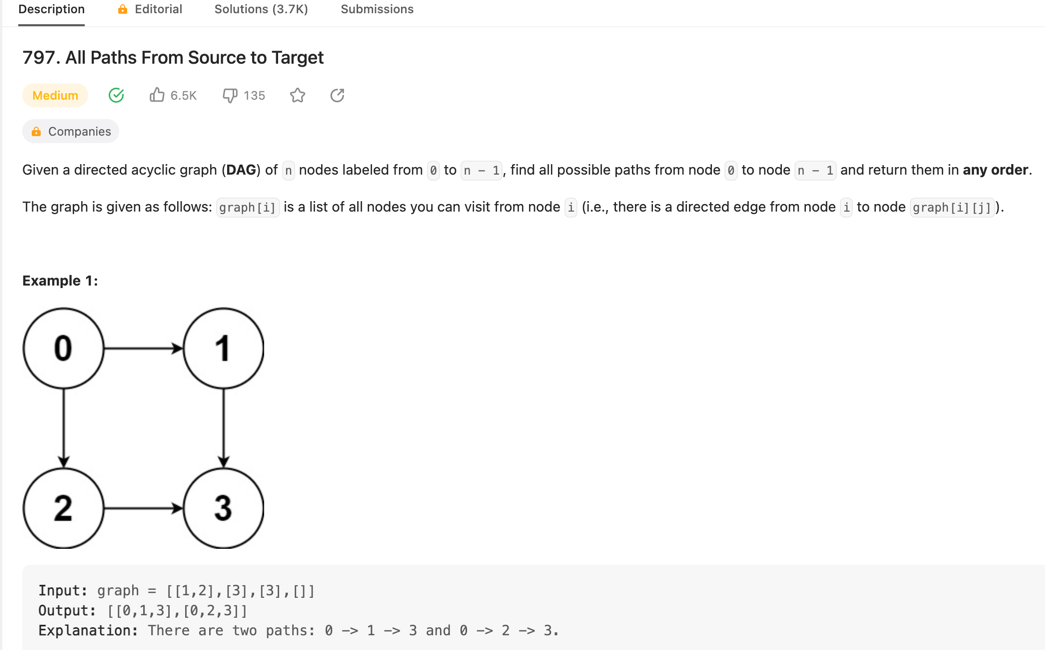 Description Editorial Solutions (3.7K) Submissions
797. All Paths From Source to Target
Medium 6.5K 135
Companies
Given a directed acyclic graph (DAG) of n nodes labeled from 0 to n - 1, find all possible paths from node 0 to node n - 1 and return them in any order.
The graph is given as follows: graph[i] is a list of all nodes you can visit from node i (i.e., there is a directed edge from node i to node graph[i][j]).
Example 1:
0 1
2 3
Input: graph = [[1,2],[3],[3],[]]
Output: [[0,1,3],[0,2,3]]
Explanation: There are two paths: 0 -> 1 -> 3 and 0 -> 2 -> 3.